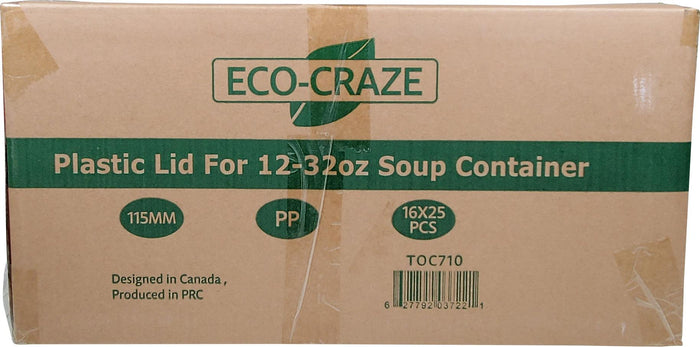 ECO-CRAZE
Plastic Lid For 12-32oz Soup Container
115MM
PP
16X25
PCS
TOC710
Designed in Canada ,
Produced in PRC
6 27792 03722 1